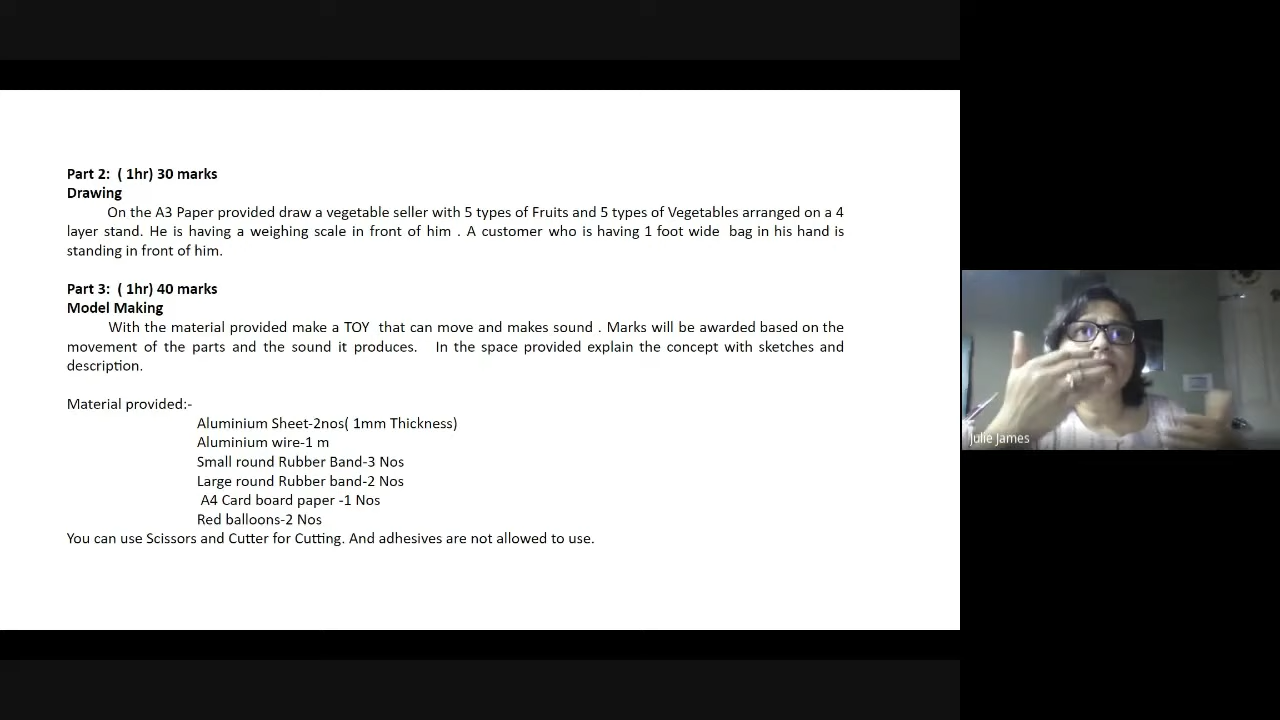 Part 2:  ( 1hr) 30 marks
Drawing
On the A3 Paper provided draw a vegetable seller with 5 types of Fruits and 5 types of Vegetables arranged on a 4
layer stand. He is having a weighing scale in front of him . A customer who is having 1 foot wide  bag in his hand is
standing in front of him.
Part 3:  ( 1hr) 40 marks
Model Making
With the material provided make a TOY  that can move and makes sound . Marks will be awarded based on the
movement of the parts and the sound it produces.   In the space provided explain the concept with sketches and
description.
Material provided:-
Aluminium Sheet-2nos( 1mm Thickness)
Aluminium wire-1 m
Small round Rubber Band-3 Nos
Large round Rubber band-2 Nos
A4 Card board paper -1 Nos
Red balloons-2 Nos
You can use Scissors and Cutter for Cutting. And adhesives are not allowed to use.
Julie James